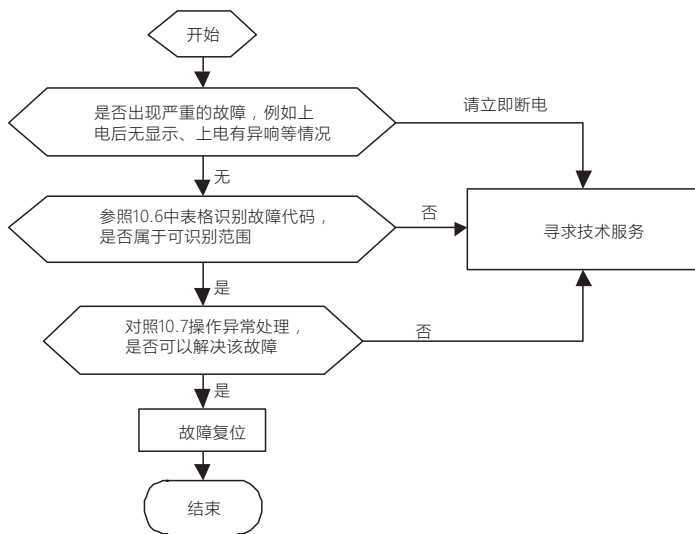 开始
是否出现严重的故障，例如上
电后无显示、上电有异响等情况
请立即断电
无
参照10.6中表格识别故障代码，
是否属于可识别范围
否
寻求技术服务
是
对照10.7操作异常处理，
是否可以解决该故障
否
是
故障复位
结束